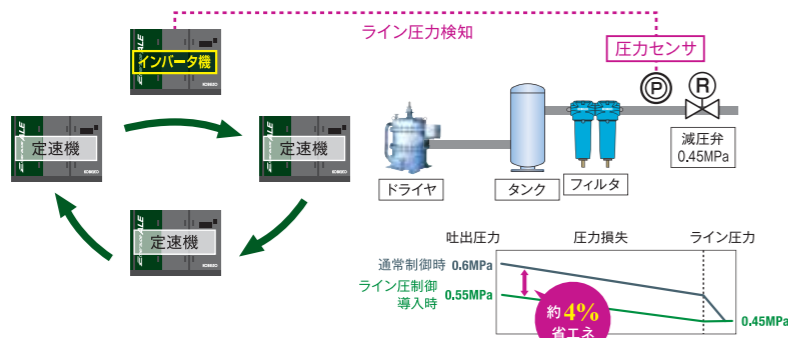 ライン圧力検知
インバータ機
圧力センサ
P
R
定速機
定速機
減圧弁
0.45MPa
ドライヤ
タンク
フィルタ
定速機
吐出圧力
圧力損失
ライン圧力
通常制御時 0.6MPa
ライン圧制御
導入時
0.55MPa
約4%
省エネ
0.45MPa